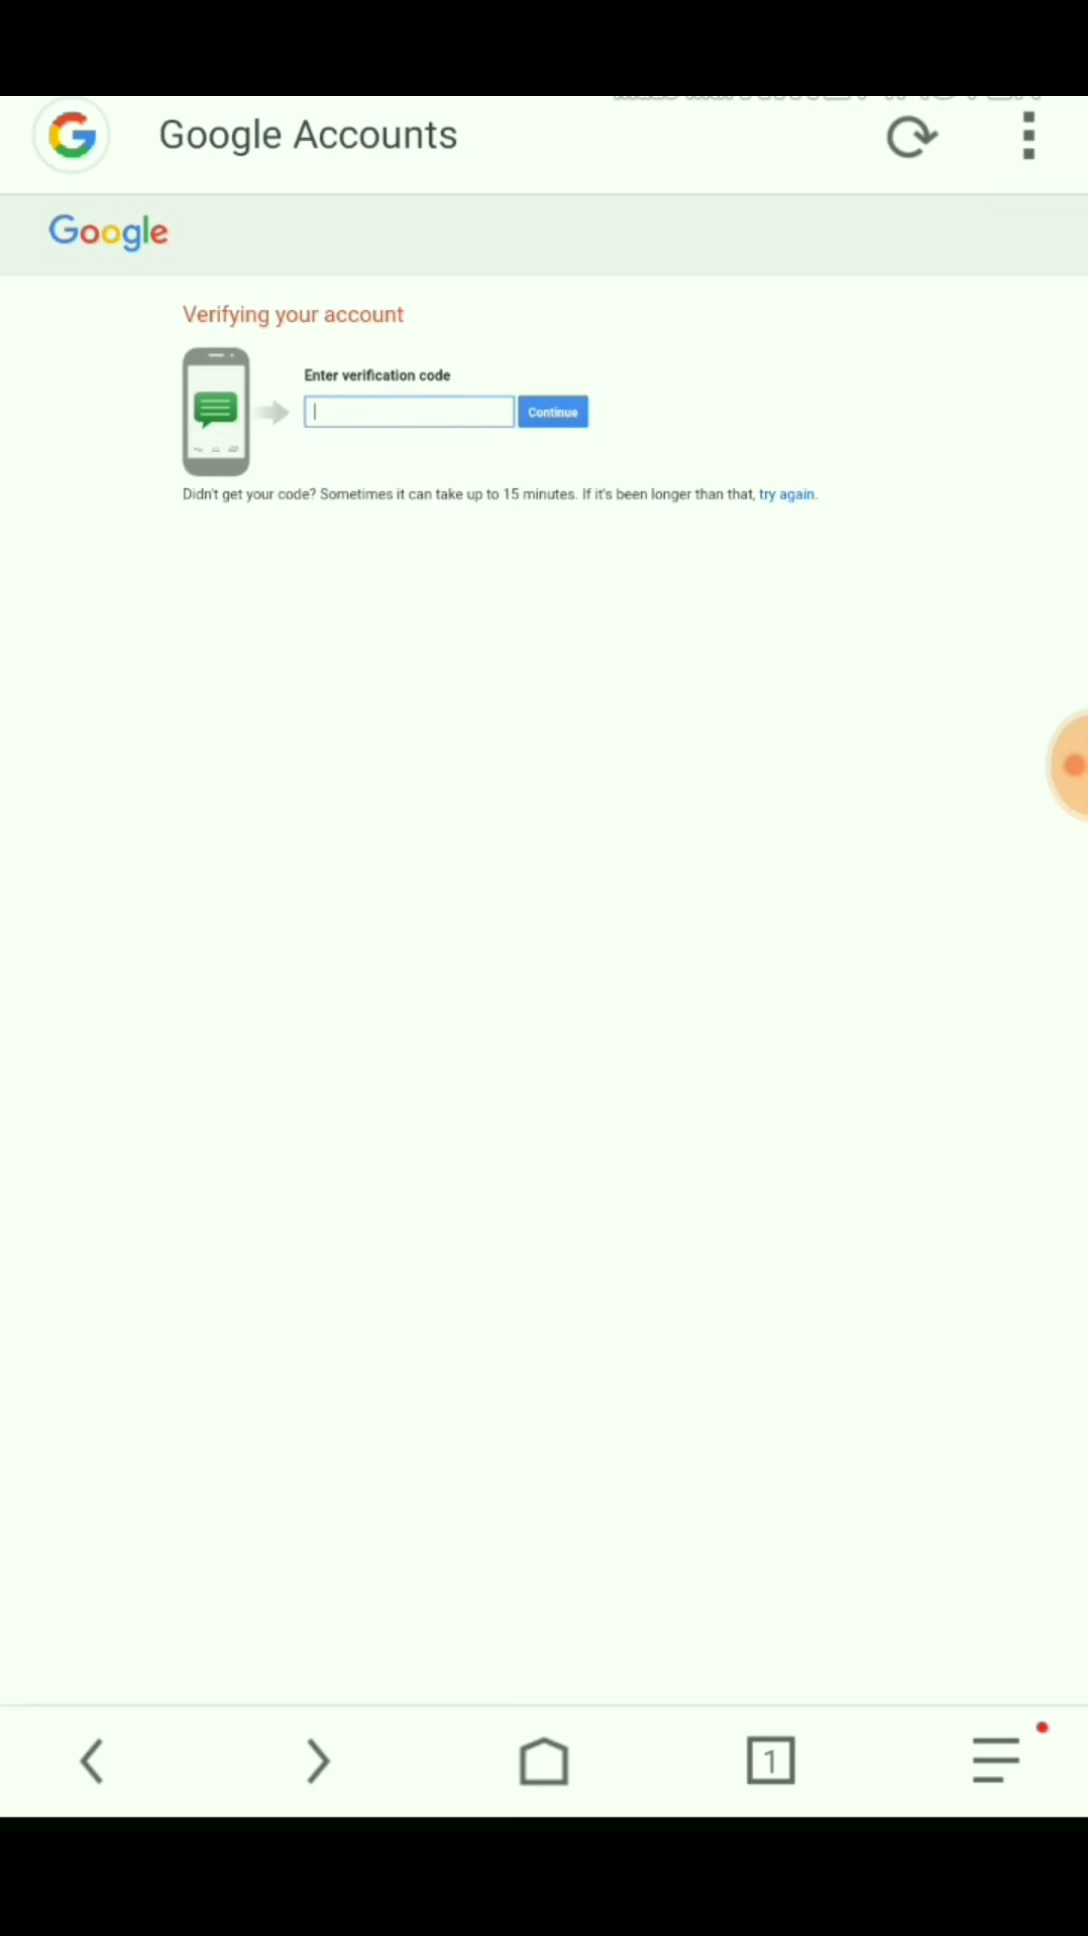 Google Accounts
Google
Verifying your account
Enter verification code
Continue
Didn't get your code? Sometimes it can take up to 15 minutes. If it's been longer than that, try again.
1